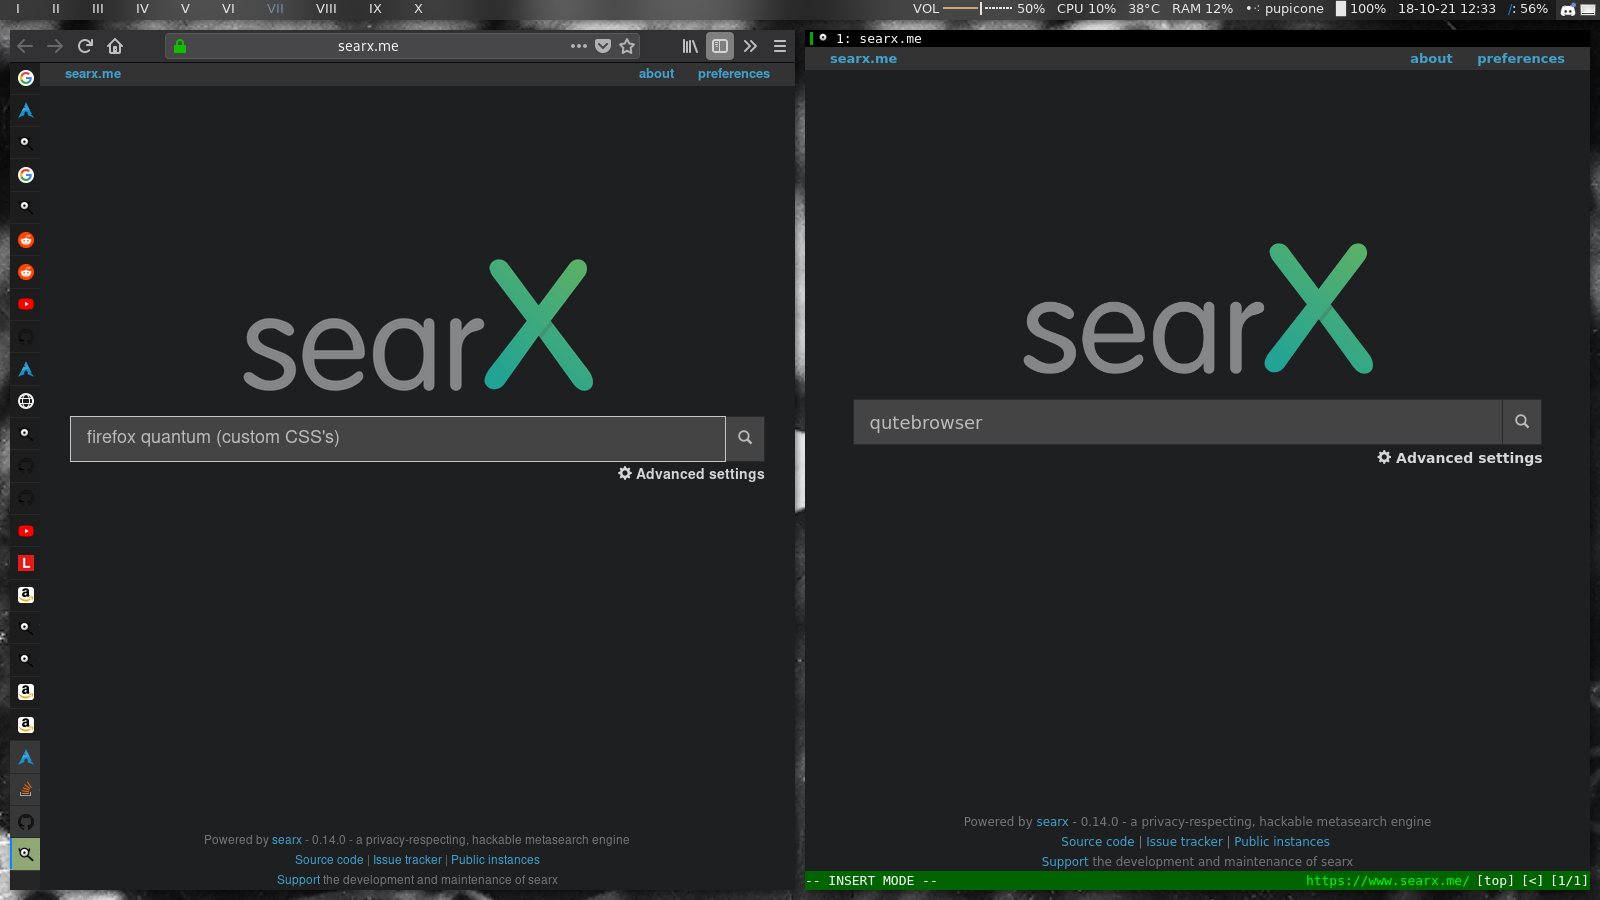 I II III IV V VI VII VIII IX X VOL 50% CPU 10% 38°C RAM 12% pupicone 100% 18-10-21 12:33 /: 56%
searx.me
searx.me about preferences
searX
firefox quantum (custom CSS's)
Advanced settings
L
a
a
a
Powered by searx - 0.14.0 - a privacy-respecting, hackable metasearch engine
Source code | Issue tracker | Public instances
Support the development and maintenance of searx
1: searx.me
searx.me about preferences
searX
qutebrowser
Advanced settings
Powered by searx - 0.14.0 - a privacy-respecting, hackable metasearch engine
Source code | Issue tracker | Public instances
Support the development and maintenance of searx
-- INSERT MODE -- https://www.searx.me/ [top] [<] [1/1]